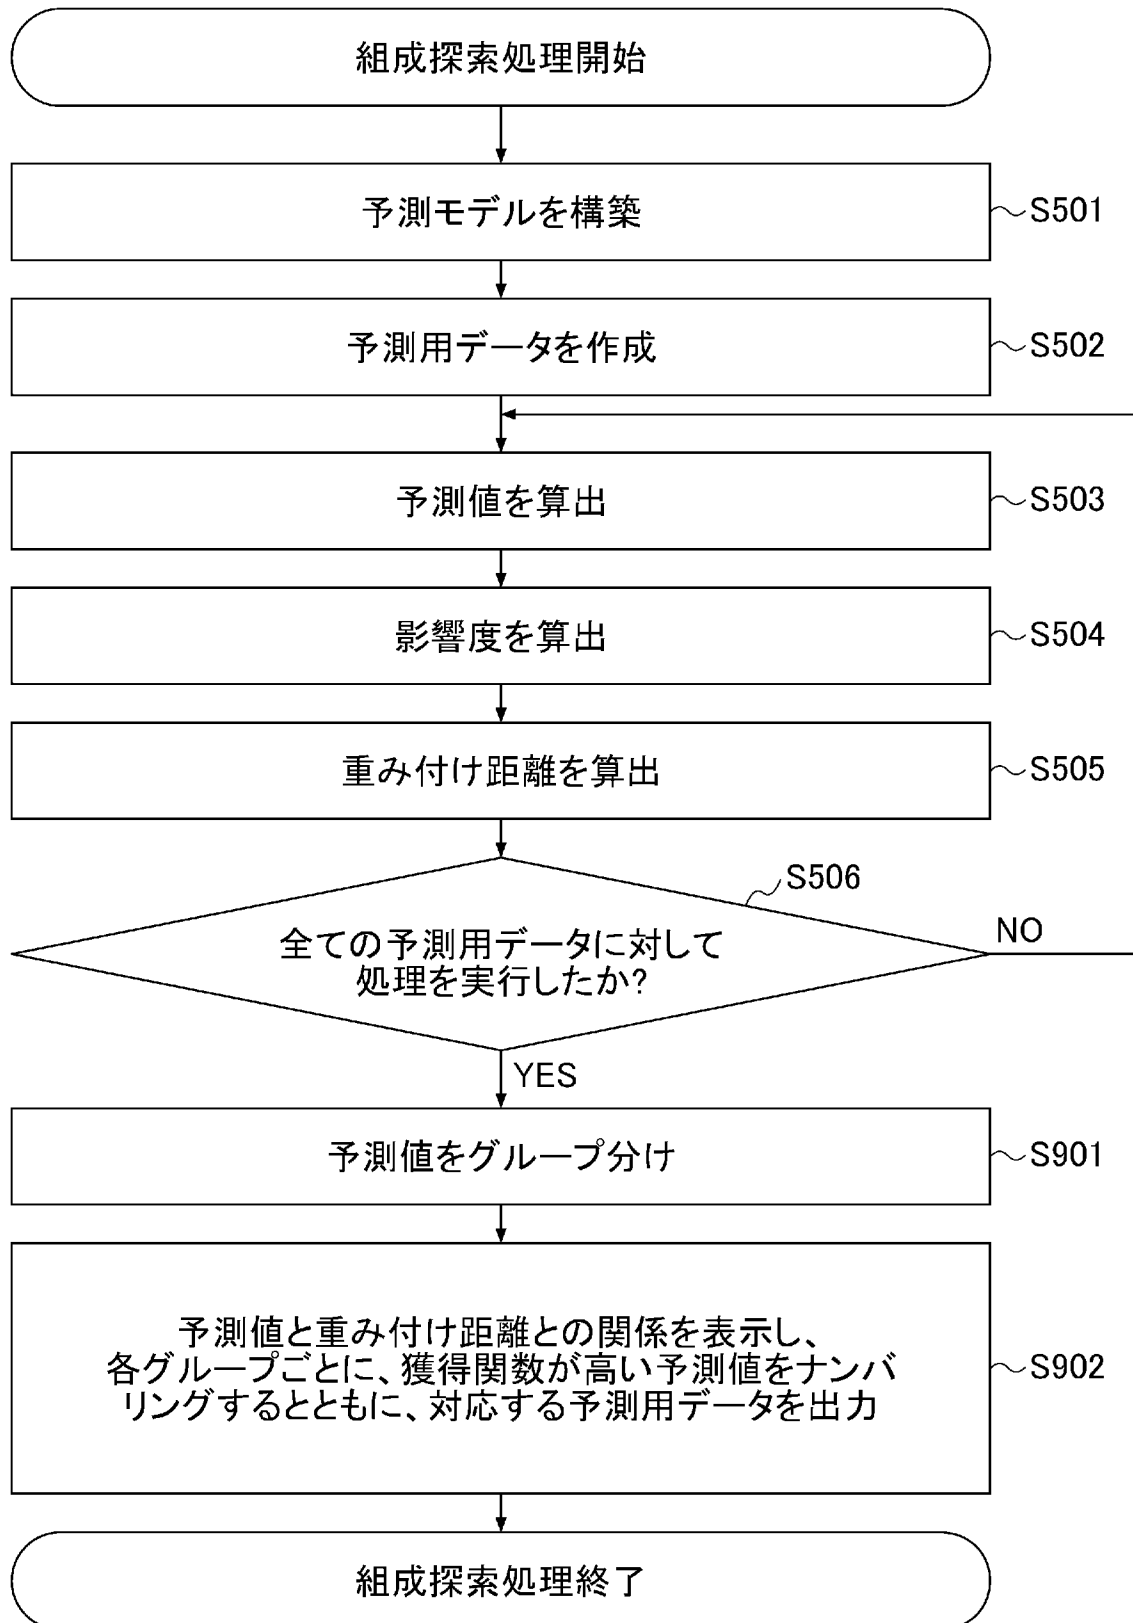 組成探索処理開始
予測モデルを構築
S501
予測用データを作成
S502
予測値を算出
S503
影響度を算出
S504
重み付け距離を算出
S505
S506
全ての予測用データに対して
処理を実行したか?
NO
YES
予測値をグループ分け
S901
予測値と重み付け距離との関係を表示し、
各グループごとに、獲得関数が高い予測値をナンバ
リングするとともに、対応する予測用データを出力
S902
組成探索処理終了